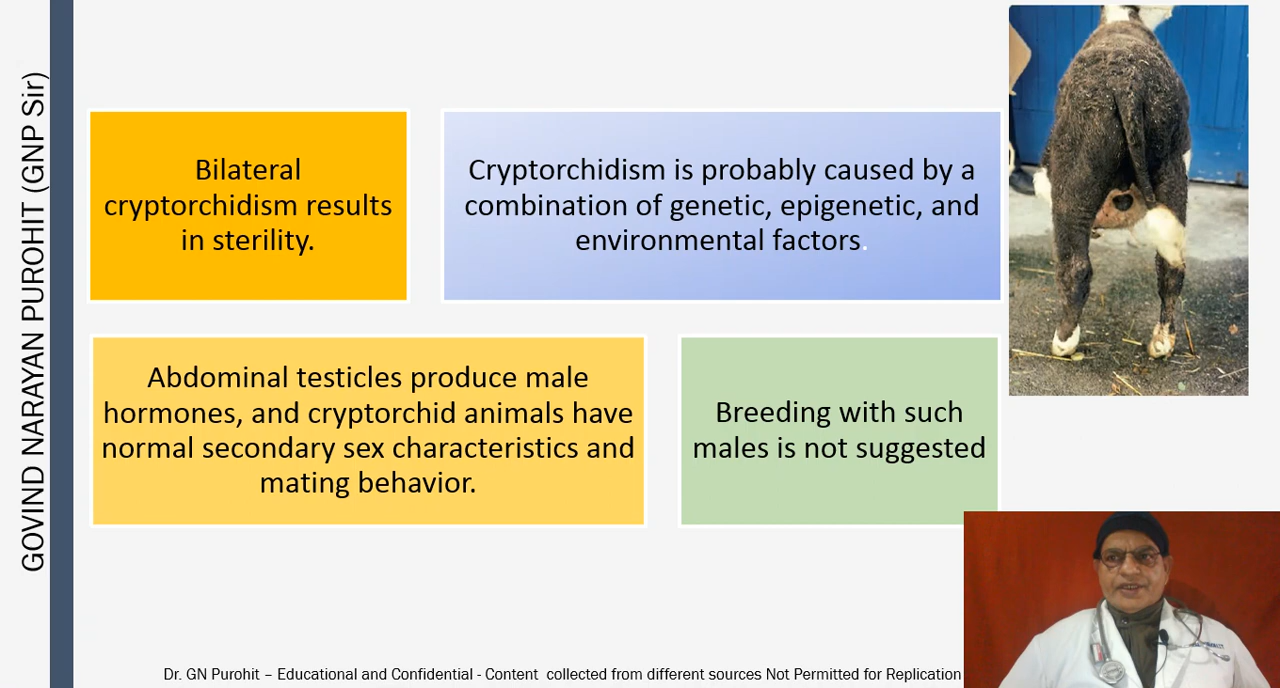 GOVIND NARAYAN PUROHIT (GNP Sir)
Bilateral
cryptorchidism results
in sterility.
Cryptorchidism is probably caused by a
combination of genetic, epigenetic, and
environmental factors.
Abdominal testicles produce male
hormones, and cryptorchid animals have
normal secondary sex characteristics and
mating behavior.
Breeding with such
males is not suggested
Dr. GN Purohit – Educational and Confidential - Content collected from different sources Not Permitted for Replication